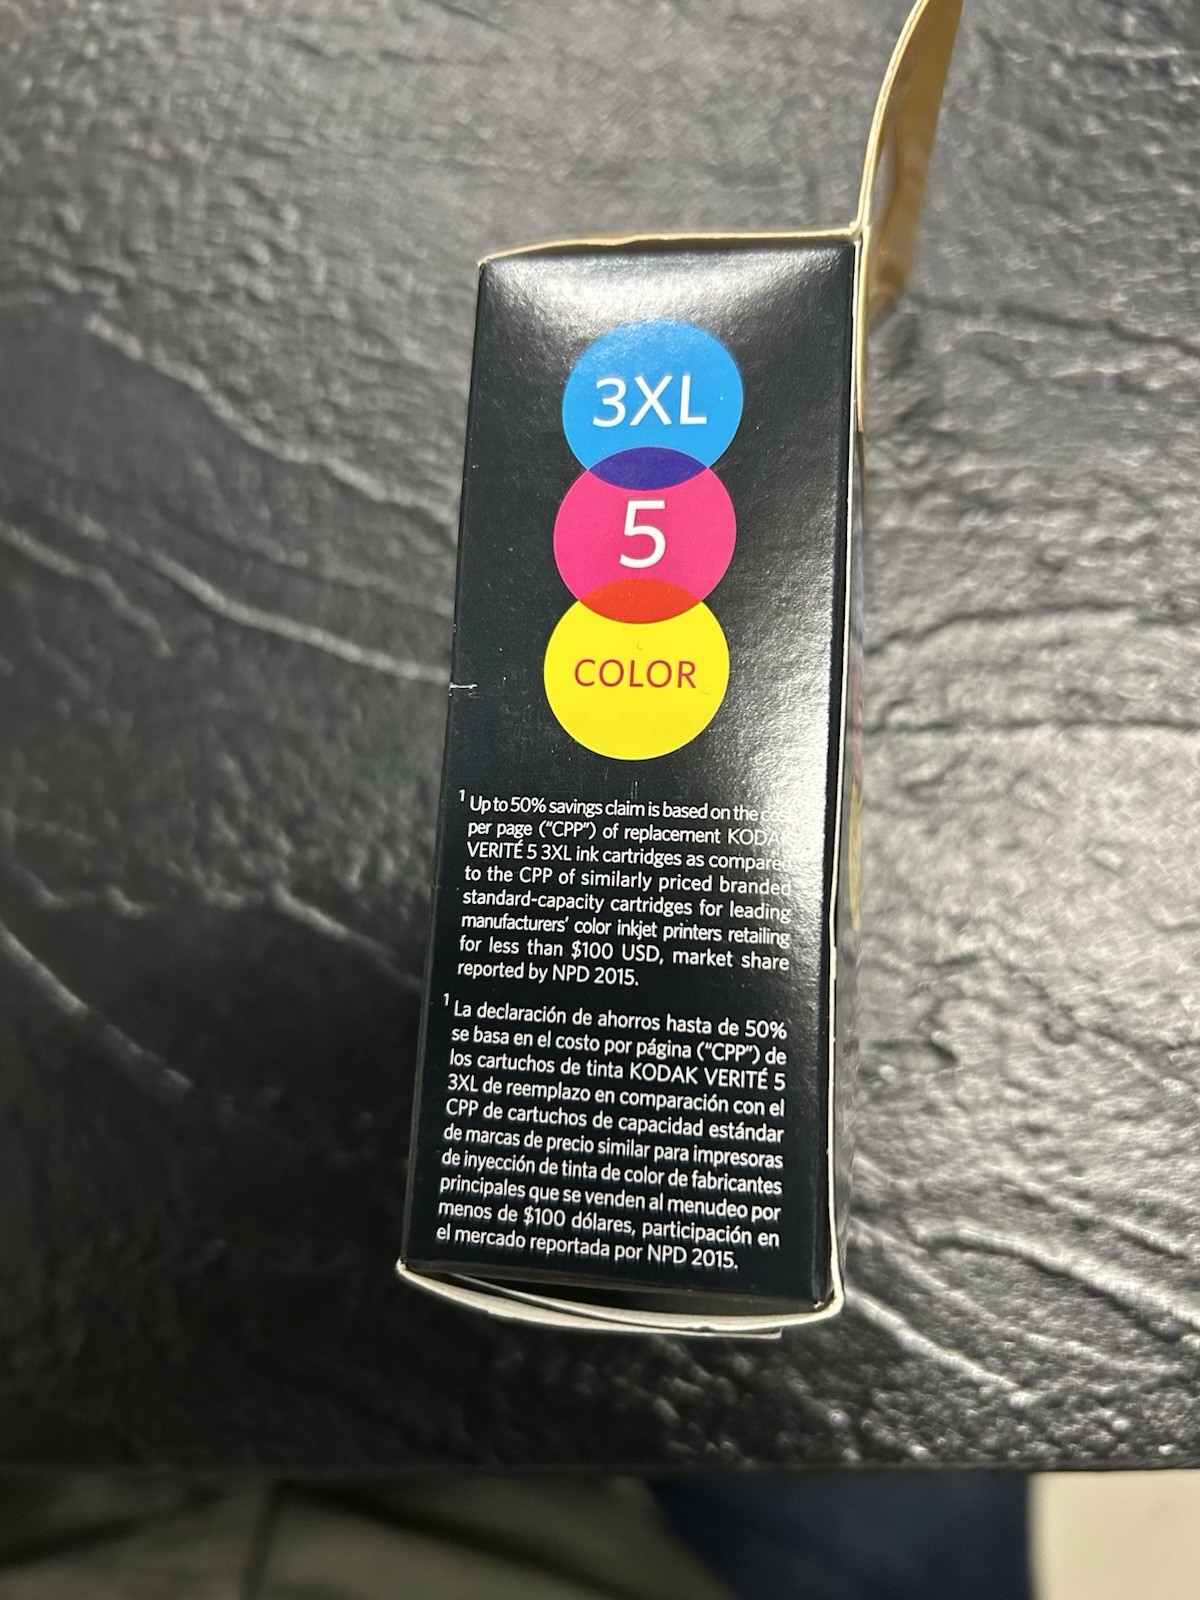 3XL
5
COLOR
1 Up to 50% savings claim is based on the cost
per page (“CPP”) of replacement KODAK
VERITÉ 5 3XL ink cartridges as compared
to the CPP of similarly priced branded
standard-capacity cartridges for leading
manufacturers’ color inkjet printers retailing
for less than $100 USD, market share
reported by NPD 2015.
1 La declaración de ahorros hasta de 50%
se basa en el costo por página (“CPP”) de
los cartuchos de tinta KODAK VERITÉ 5
3XL de reemplazo en comparación con el
CPP de cartuchos de capacidad estándar
de marcas de precio similar para impresoras
de inyección de tinta de color de fabricantes
principales que se venden al menudeo por
menos de $100 dólares, participación en
el mercado reportada por NPD 2015.